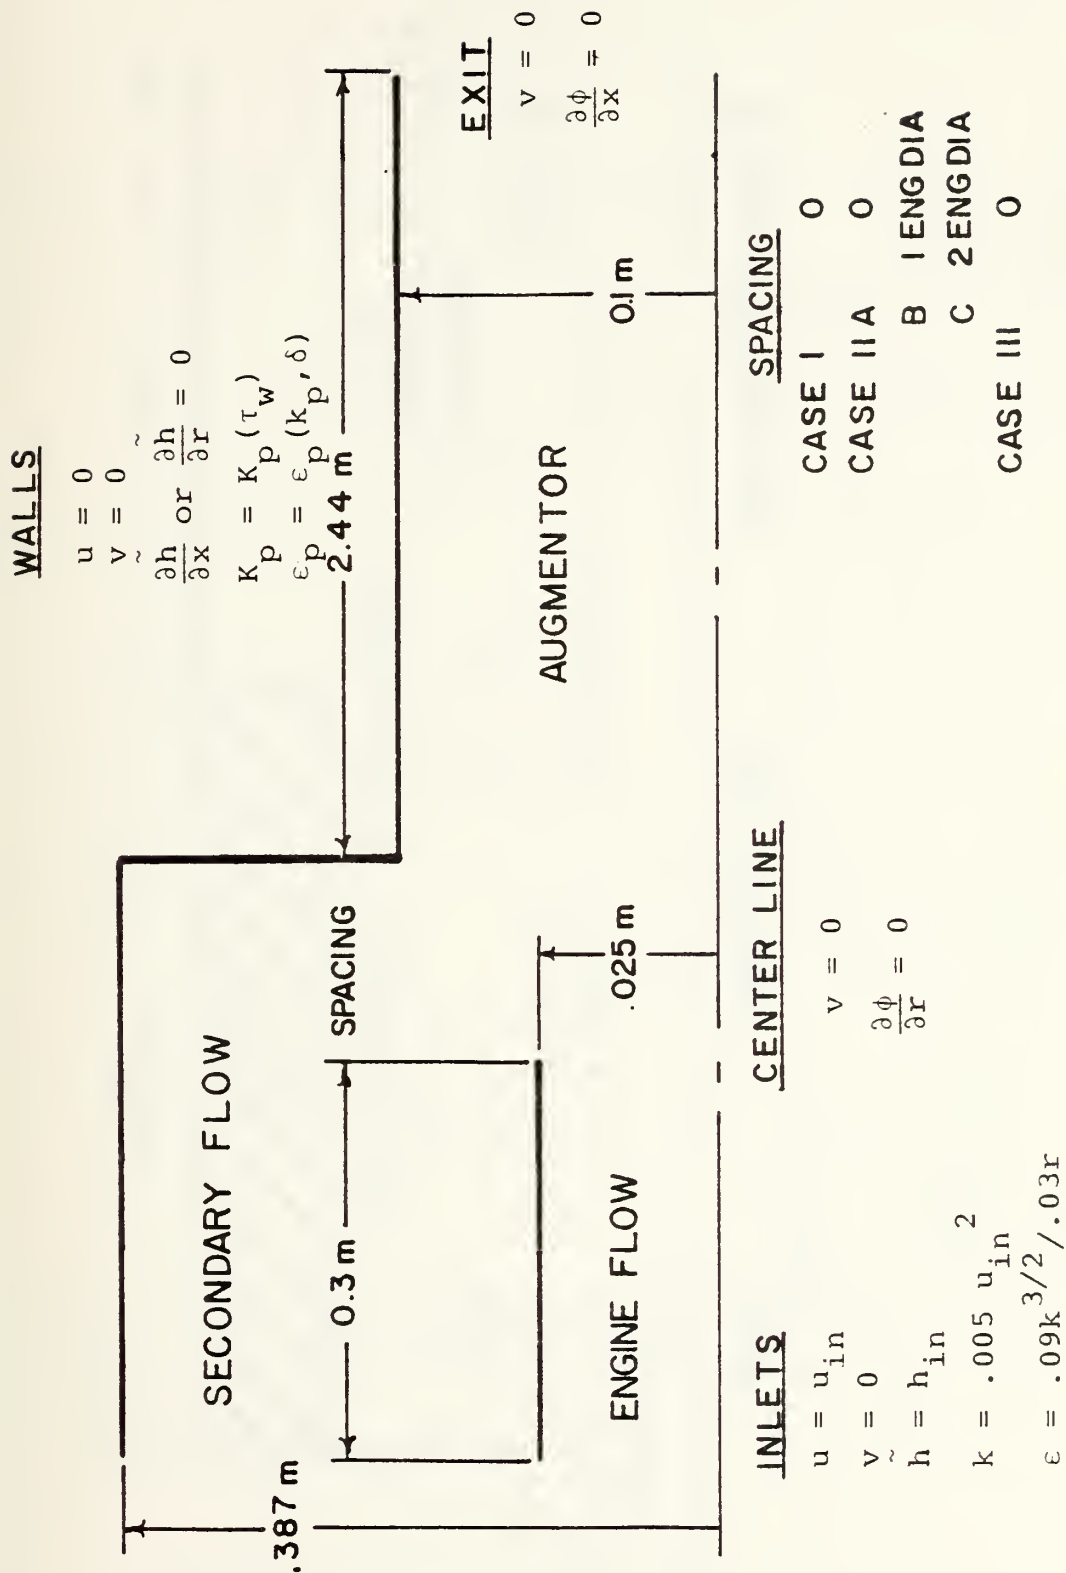 WALLS
u = 0
v = 0
∂h̃/∂x or ∂h̃/∂r = 0
K_p = K_p(τ_w)
ε_p = ε_p(k_p, δ)
2.44 m
EXIT
v = 0
∂ϕ/∂x = 0
SECONDARY FLOW
0.3 m
SPACING
.387 m
ENGINE FLOW
.025 m
AUGMENTOR
0.1 m
INLETS
u = u_in
v = 0
h̃ = h_in
k = .005 u_in^2
ε = .09k^3/2/.03r
CENTER LINE
v = 0
∂ϕ/∂r = 0
SPACING
CASE I 0
CASE II A 0
B 1 ENG DIA
C 2 ENG DIA
CASE III 0